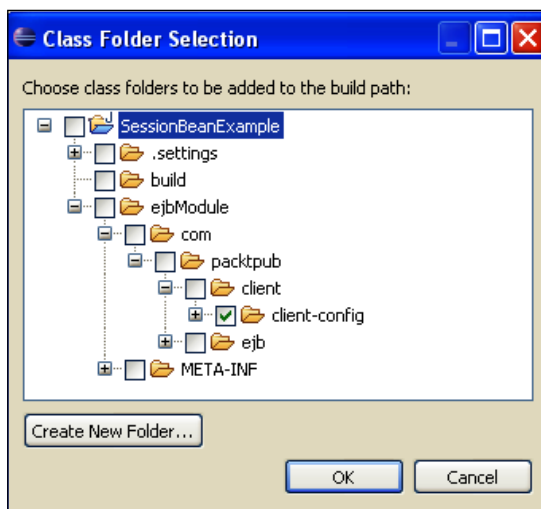 Class Folder Selection
Choose class folders to be added to the build path:
SessionBeanExample
.settings
build
ejbModule
com
packtpub
client
client-config
ejb
META-INF
Create New Folder...
OK Cancel